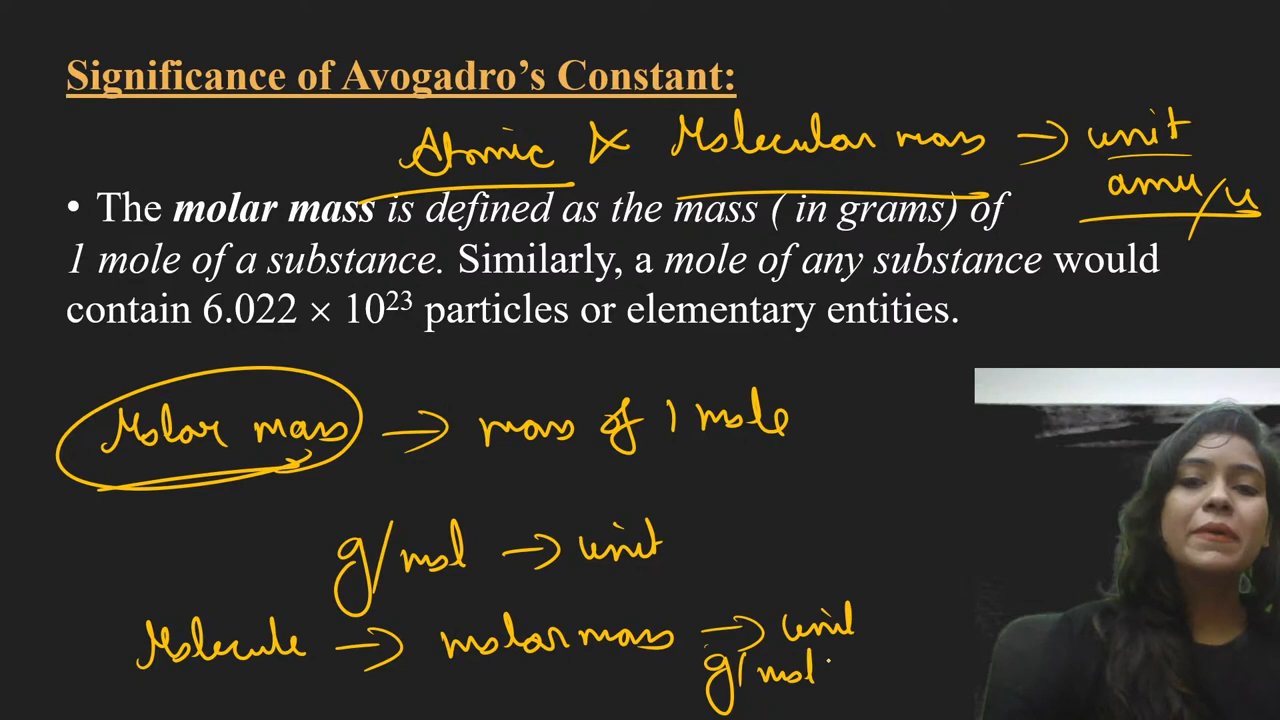 Significance of Avogadro’s Constant:
Atomic & Molecular mass → unit
amu/u
• The molar mass is defined as the mass ( in grams) of
1 mole of a substance. Similarly, a mole of any substance would
contain 6.022 × 10²³ particles or elementary entities.
Molar mass → mass of 1 mole
g/mol → unit
Molecule → molar mass → unit
g/mol